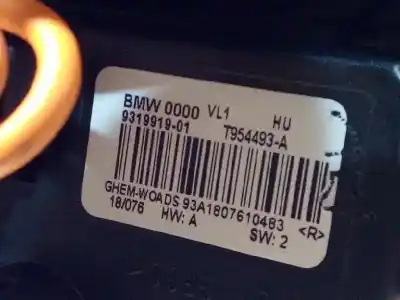 BMW 0000 VL1 HU
9319919-01 T954493-A
GHEM-WOADS 93A1807610483 <R>
18/076 HW: A SW: 2